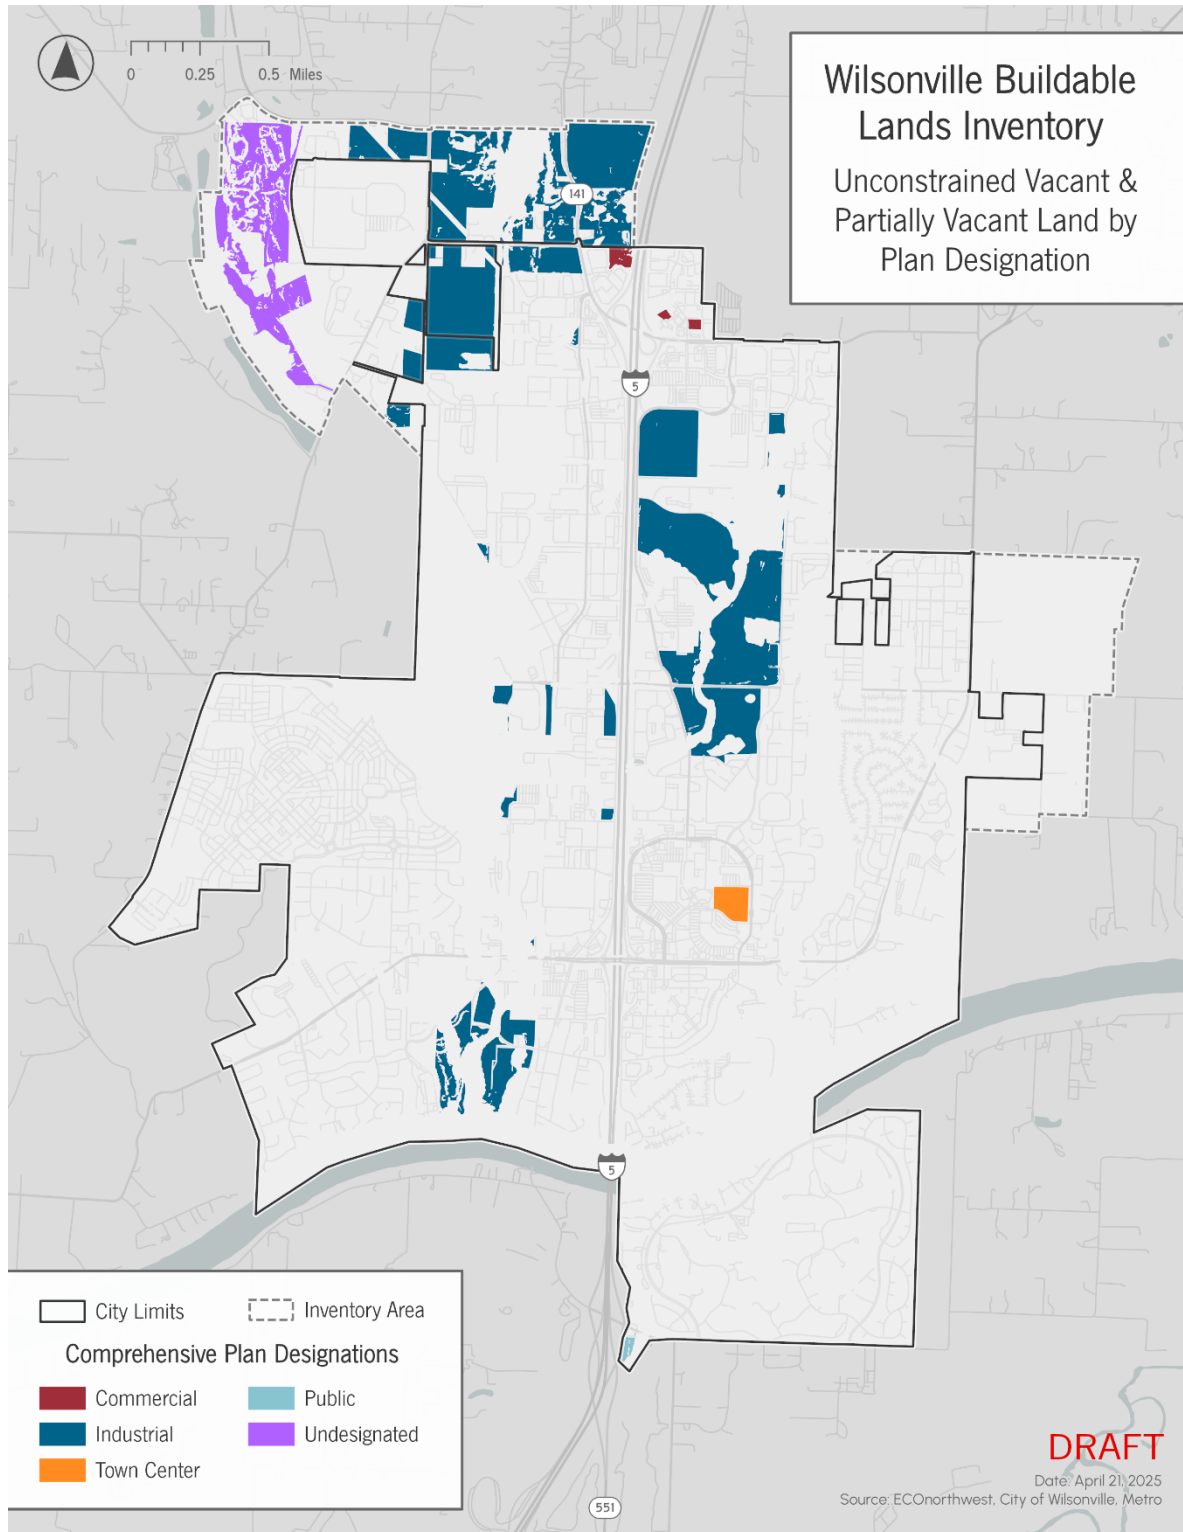 0 0.25 0.5 Miles
Wilsonville Buildable
Lands Inventory
Unconstrained Vacant &
Partially Vacant Land by
Plan Designation
141
5
5
City Limits
Inventory Area
Comprehensive Plan Designations
Commercial
Public
Industrial
Undesignated
Town Center
551
DRAFT
Date: April 21, 2025
Source: ECOnorthwest, City of Wilsonville, Metro